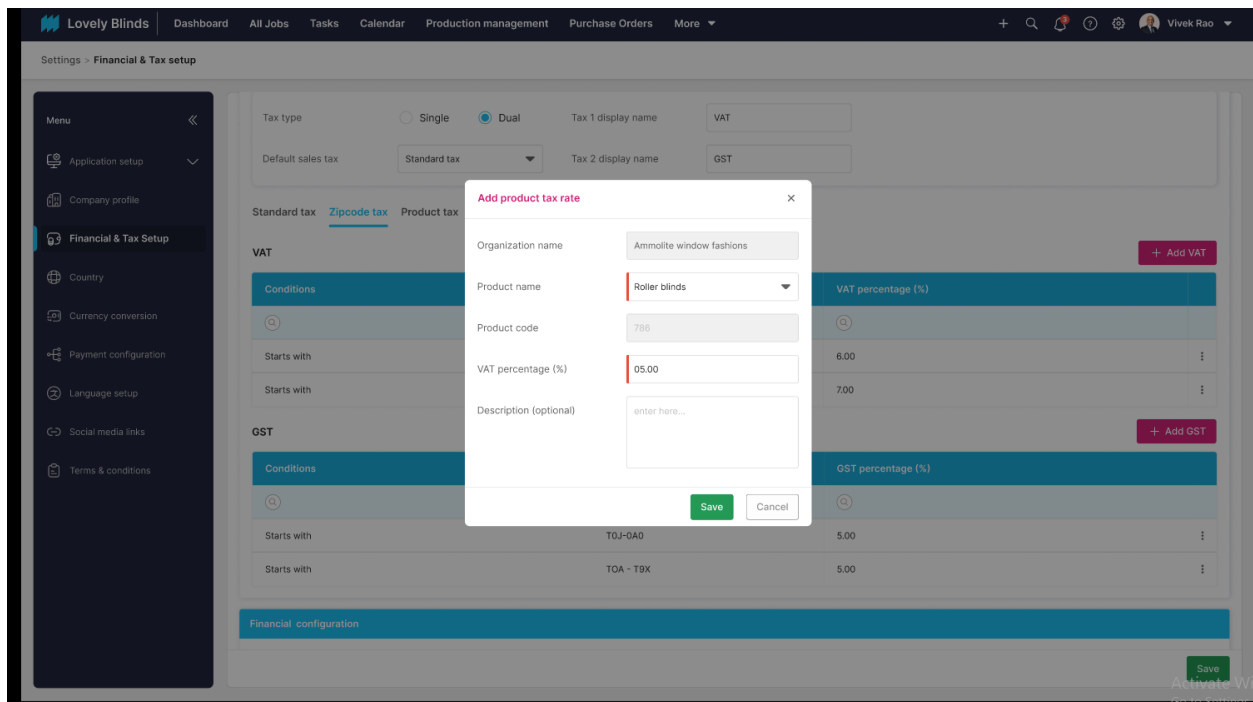 Lovely Blinds Dashboard All Jobs Tasks Calendar Production management Purchase Orders More + 3 ? Vivek Rao
Settings > Financial & Tax setup
Menu
Application setup
Company profile
Financial & Tax Setup
Country
Currency conversion
Payment configuration
Language setup
Social media links
Terms & conditions
Tax type Single Dual Tax 1 display name VAT
Default sales tax Standard tax Tax 2 display name GST
Standard tax Zipcode tax Product tax
VAT + Add VAT
Conditions VAT percentage (%)
Starts with 6.00
Starts with 7.00
GST + Add GST
Conditions GST percentage (%)
Starts with T0J-0A0 5.00
Starts with TOA - T9X 5.00
Financial configuration
Save
Add product tax rate
Organization name Ammolite window fashions
Product name Roller blinds
Product code 786
VAT percentage (%) 05.00
Description (optional) enter here...
Save Cancel
Activate Wi